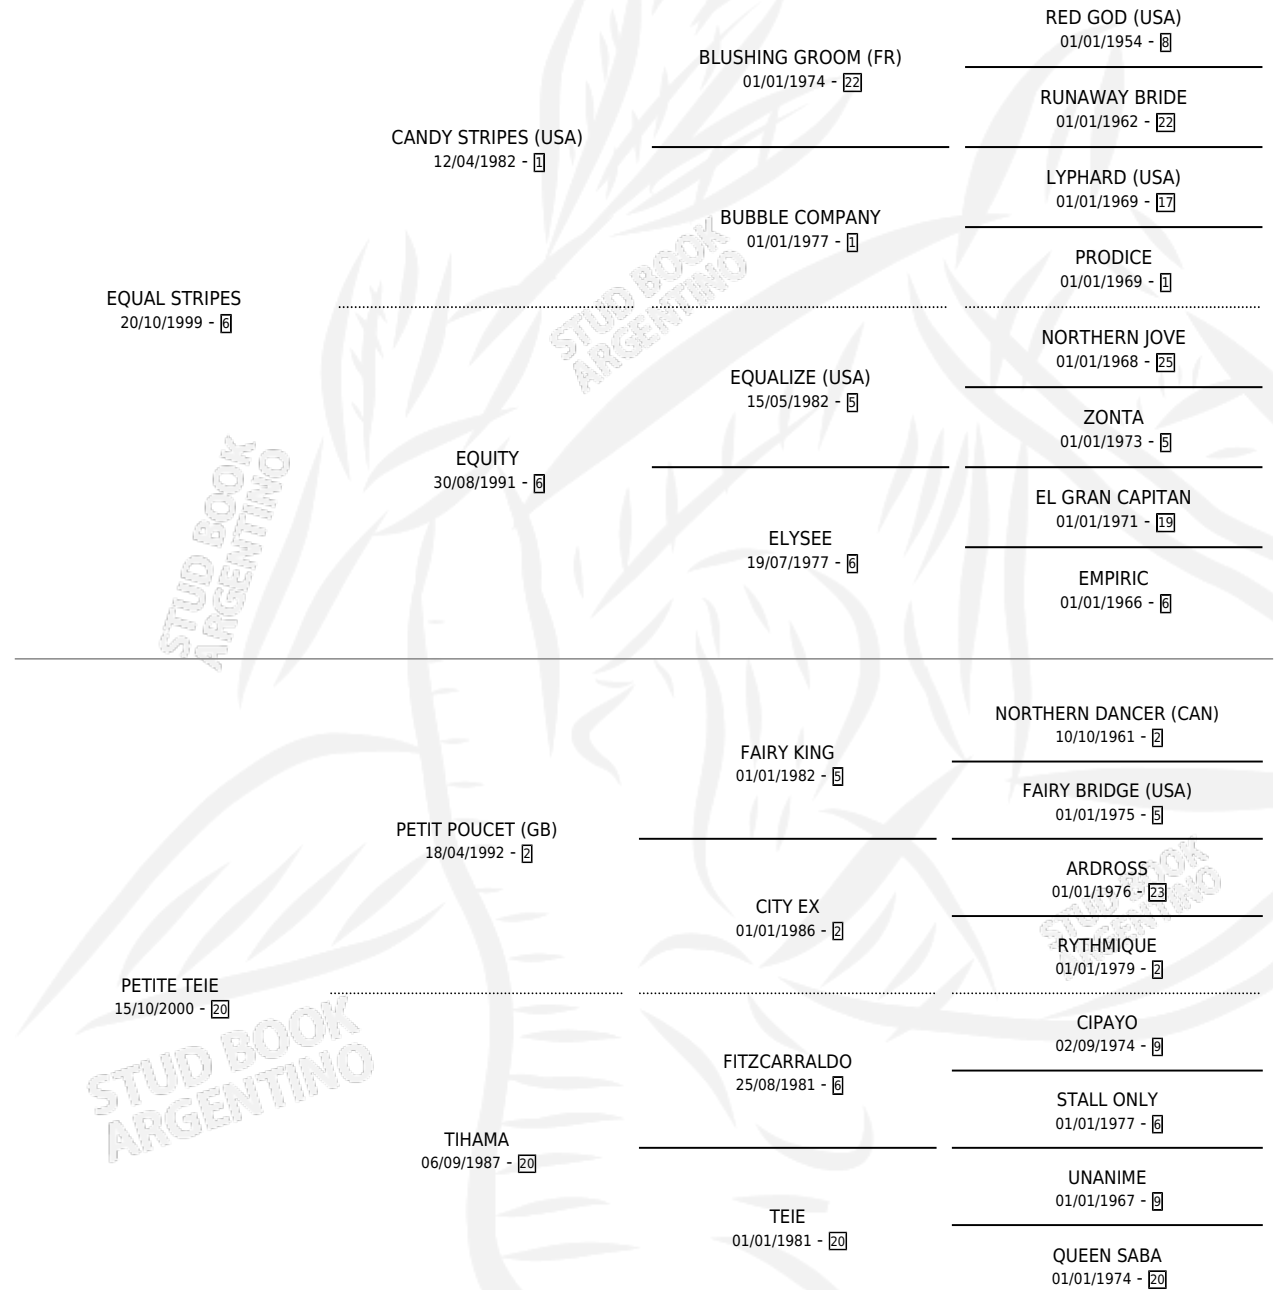 RED GOD (USA)
01/01/1954 - 8
BLUSHING GROOM (FR)
01/01/1974 - 22
RUNAWAY BRIDE
01/01/1962 - 22
CANDY STRIPES (USA)
12/04/1982 - 1
LYPHARD (USA)
01/01/1969 - 17
BUBBLE COMPANY
01/01/1977 - 1
PRODICE
01/01/1969 - 1
EQUAL STRIPES
20/10/1999 - 6
NORTHERN JOVE
01/01/1968 - 25
EQUALIZE (USA)
15/05/1982 - 5
ZONTA
01/01/1973 - 5
EQUITY
30/08/1991 - 6
EL GRAN CAPITAN
01/01/1971 - 19
ELYSEE
19/07/1977 - 6
EMPIRIC
01/01/1966 - 6
STUD BOOK
ARGENTINO
STUD BOOK
ARGENTINO
NORTHERN DANCER (CAN)
10/10/1961 - 2
FAIRY KING
01/01/1982 - 5
FAIRY BRIDGE (USA)
01/01/1975 - 5
PETIT POUCET (GB)
18/04/1992 - 2
ARDROSS
01/01/1976 - 23
CITY EX
01/01/1986 - 2
RYTHMIQUE
01/01/1979 - 2
PETITE TEIE
15/10/2000 - 20
CIPAYO
02/09/1974 - 9
FITZCARRALDO
25/08/1981 - 6
STALL ONLY
01/01/1977 - 6
TIHAMA
06/09/1987 - 20
UNANIME
01/01/1967 - 9
TEIE
01/01/1981 - 20
QUEEN SABA
01/01/1974 - 20
STUD BOOK
ARGENTINO
STUD BOOK
ARGENTINO